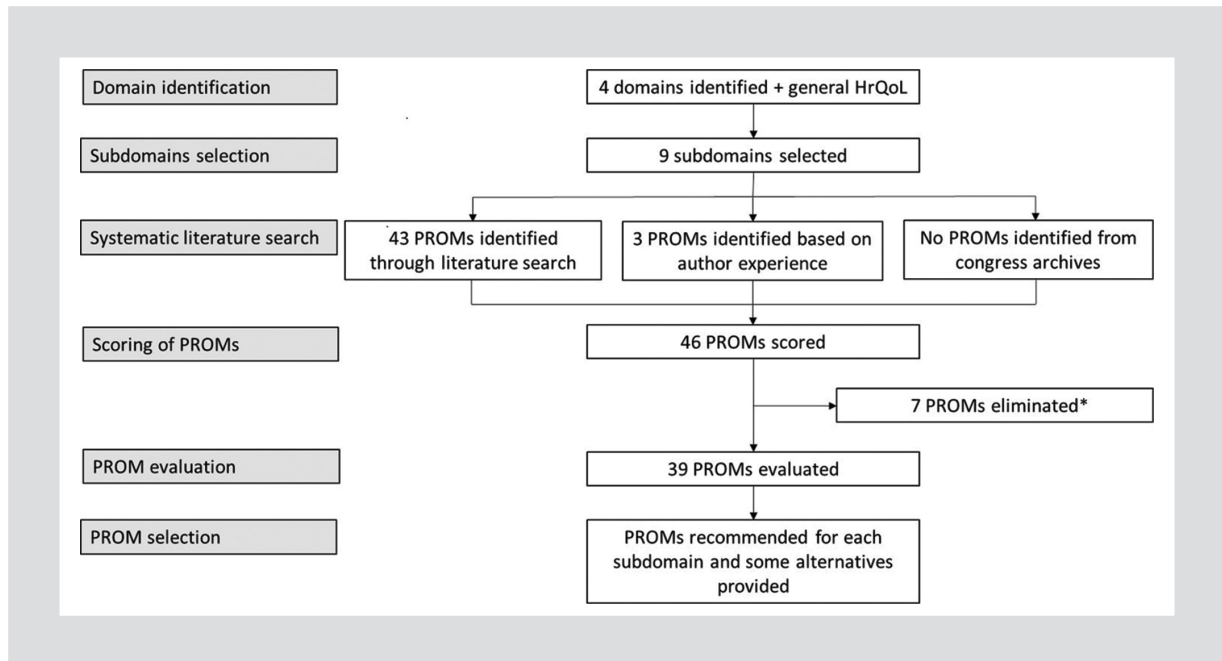 Domain identification
4 domains identified + general HrQoL
Subdomains selection
9 subdomains selected
Systematic literature search
43 PROMs identified
through literature search
3 PROMs identified based on
author experience
No PROMs identified from
congress archives
Scoring of PROMs
46 PROMs scored
7 PROMs eliminated*
PROM evaluation
39 PROMs evaluated
PROM selection
PROMs recommended for each
subdomain and some alternatives
provided